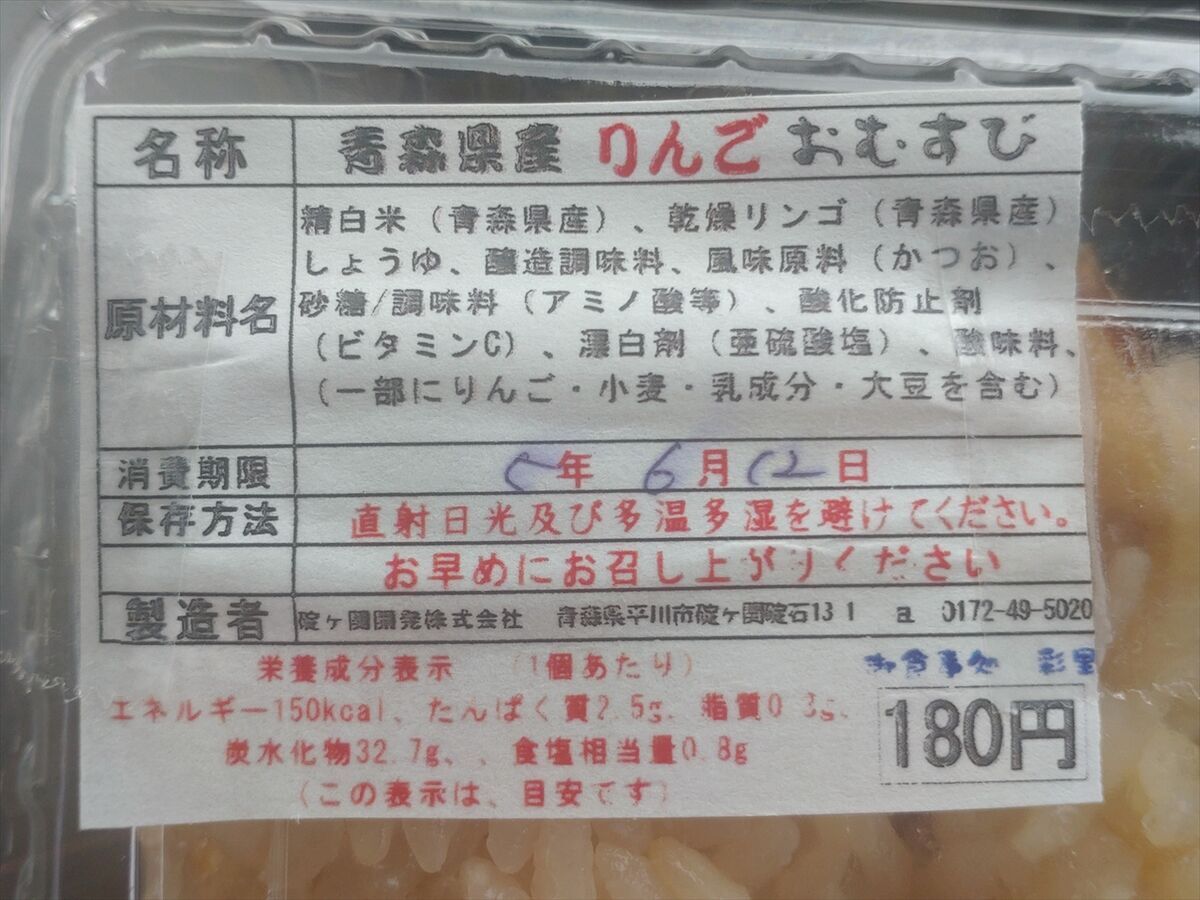 名称 青森県産りんごおむすび
原材料名 精白米（青森県産）、乾燥リンゴ（青森県産）
しょうゆ、醸造調味料、風味原料（かつお）、
砂糖/調味料（アミノ酸等）、酸化防止剤
（ビタミンC）、漂白剤（亜硫酸塩）、酸味料、
（一部にりんご・小麦・乳成分・大豆を含む）
消費期限 5年 6月12日
保存方法 直射日光及び多温多湿を避けてください。
お早めにお召し上がりください
製造者 碇ヶ関開発株式会社 青森県平川市碇ヶ関碇石13 1 a 0172-49-5020
栄養成分表示 （1個あたり） お食事処 彩里
エネルギー150kcal、たんぱく質2.5g、脂質0.3g、
炭水化物32.7g、、食塩相当量0.8g
180円
（この表示は、目安です）